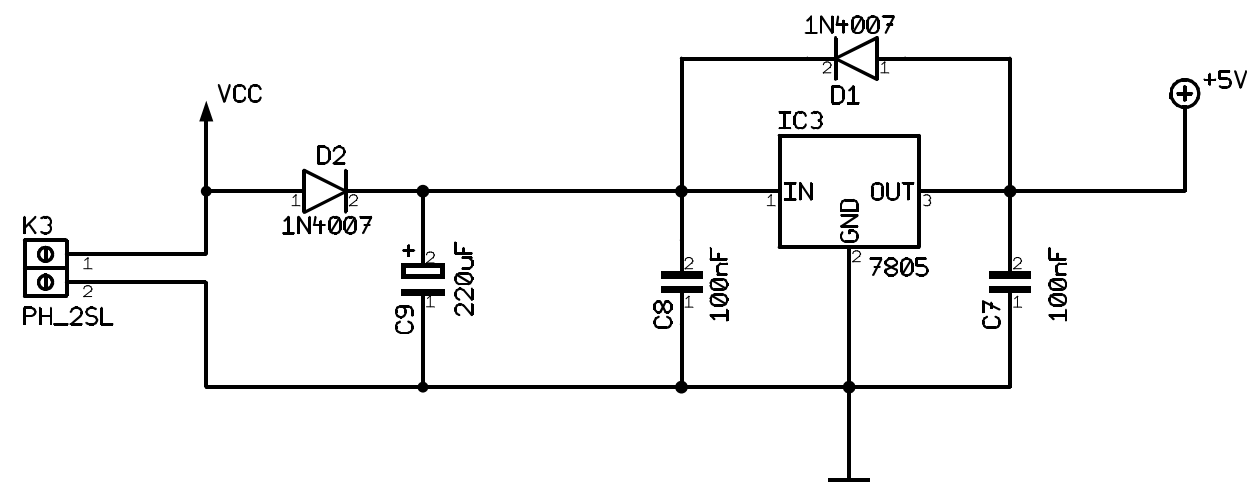 1N4007
2 1
D1
+5V
VCC
IC3
D2
1 2
1N4007
IN
OUT
GND
1
3
2
7805
K3
1
2
PH_2SL
+
2
1
C9
220uF
2
1
C8
100nF
2
1
C7
100nF